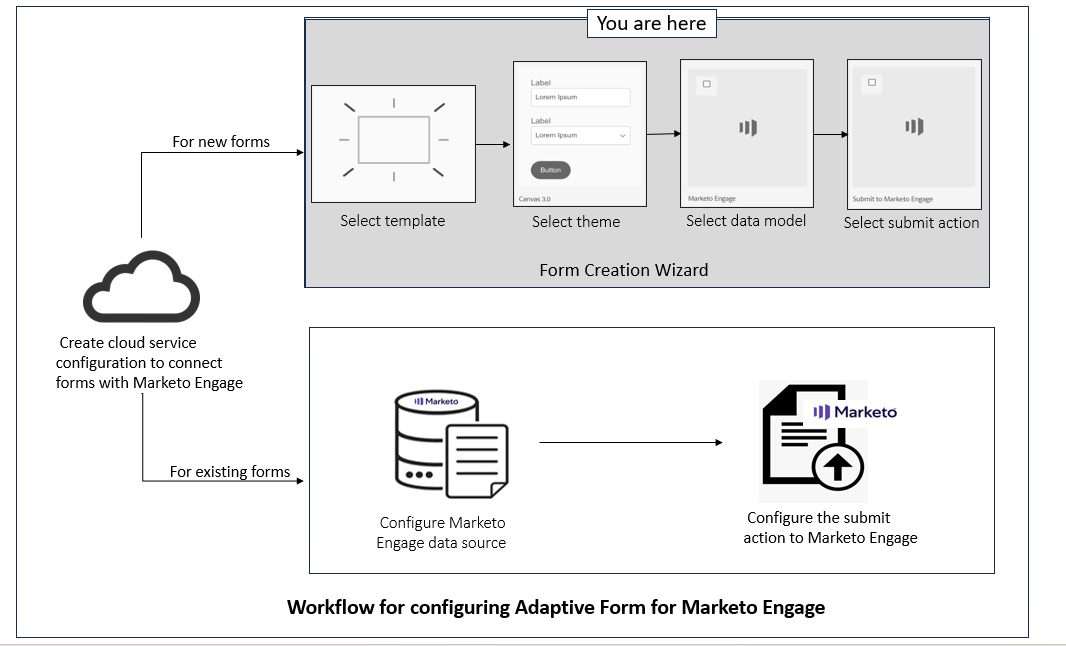 You are here
For new forms
Label
Lorem Ipsum
Label
Lorem Ipsum
Button
Canvas 3.0
Marketo Engage
Submit to Marketo Engage
Select template
Select theme
Select data model
Select submit action
Form Creation Wizard
Create cloud service
configuration to connect
forms with Marketo Engage
For existing forms
Marketo
Marketo
Configure Marketo
Engage data source
Configure the submit
action to Marketo Engage
Workflow for configuring Adaptive Form for Marketo Engage